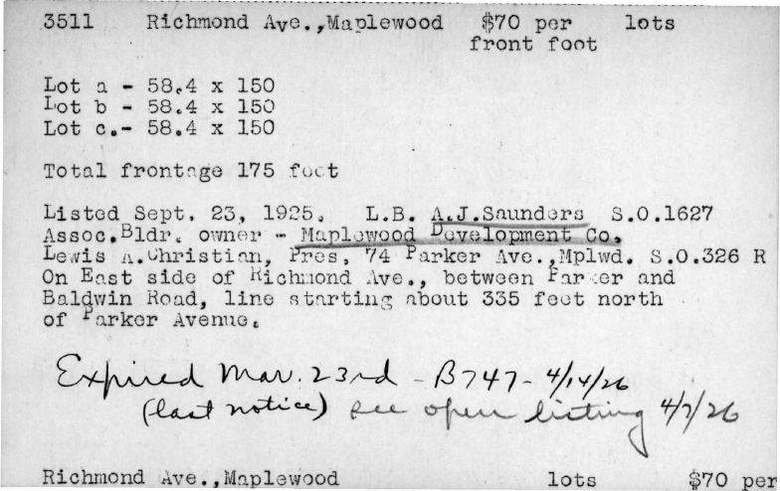 3511 Richmond Ave.,Maplewood $70 per lots
front foot
Lot a - 58.4 x 150
Lot b - 58.4 x 150
Lot c.- 58.4 x 150
Total frontage 175 foot
Listed Sept. 23, 1925. L.B. A.J.Saunders S.O.1627
Assoc.Bldr. owner - Maplewood Development Co.
Lewis A.Christian, Pres, 74 Parker Ave.,Mplwd. S.O.326 R
On East side of Richmond Ave., between Parker and
Baldwin Road, line starting about 335 feet north
of Parker Avenue.
Expired Mar. 23rd - B747 - 4/14/26
(last notice) see open listing 4/7/26
Richmond Ave.,Maplewood lots $70 per